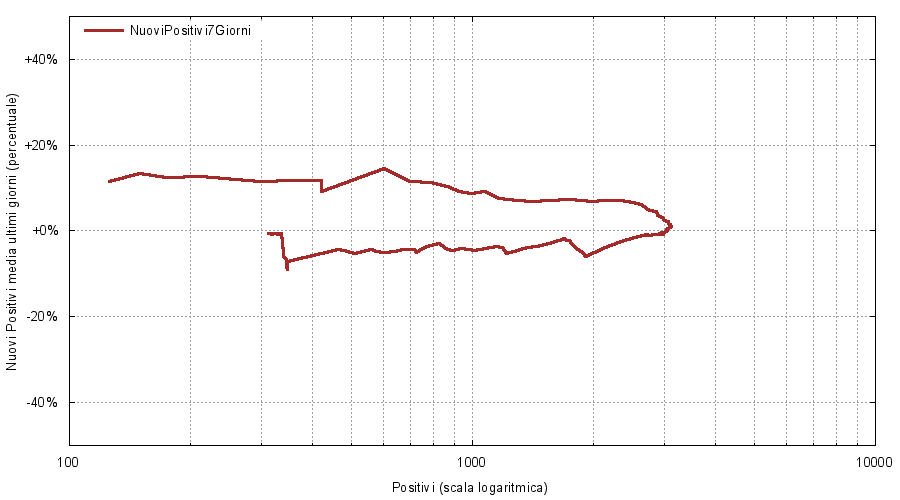 NuoviPositivi7Giorni
+40%
+20%
+0%
-20%
-40%
Nuovi Positivi media ultimi giorni (percentuale)
100
1000
10000
Positivi (scala logaritmica)